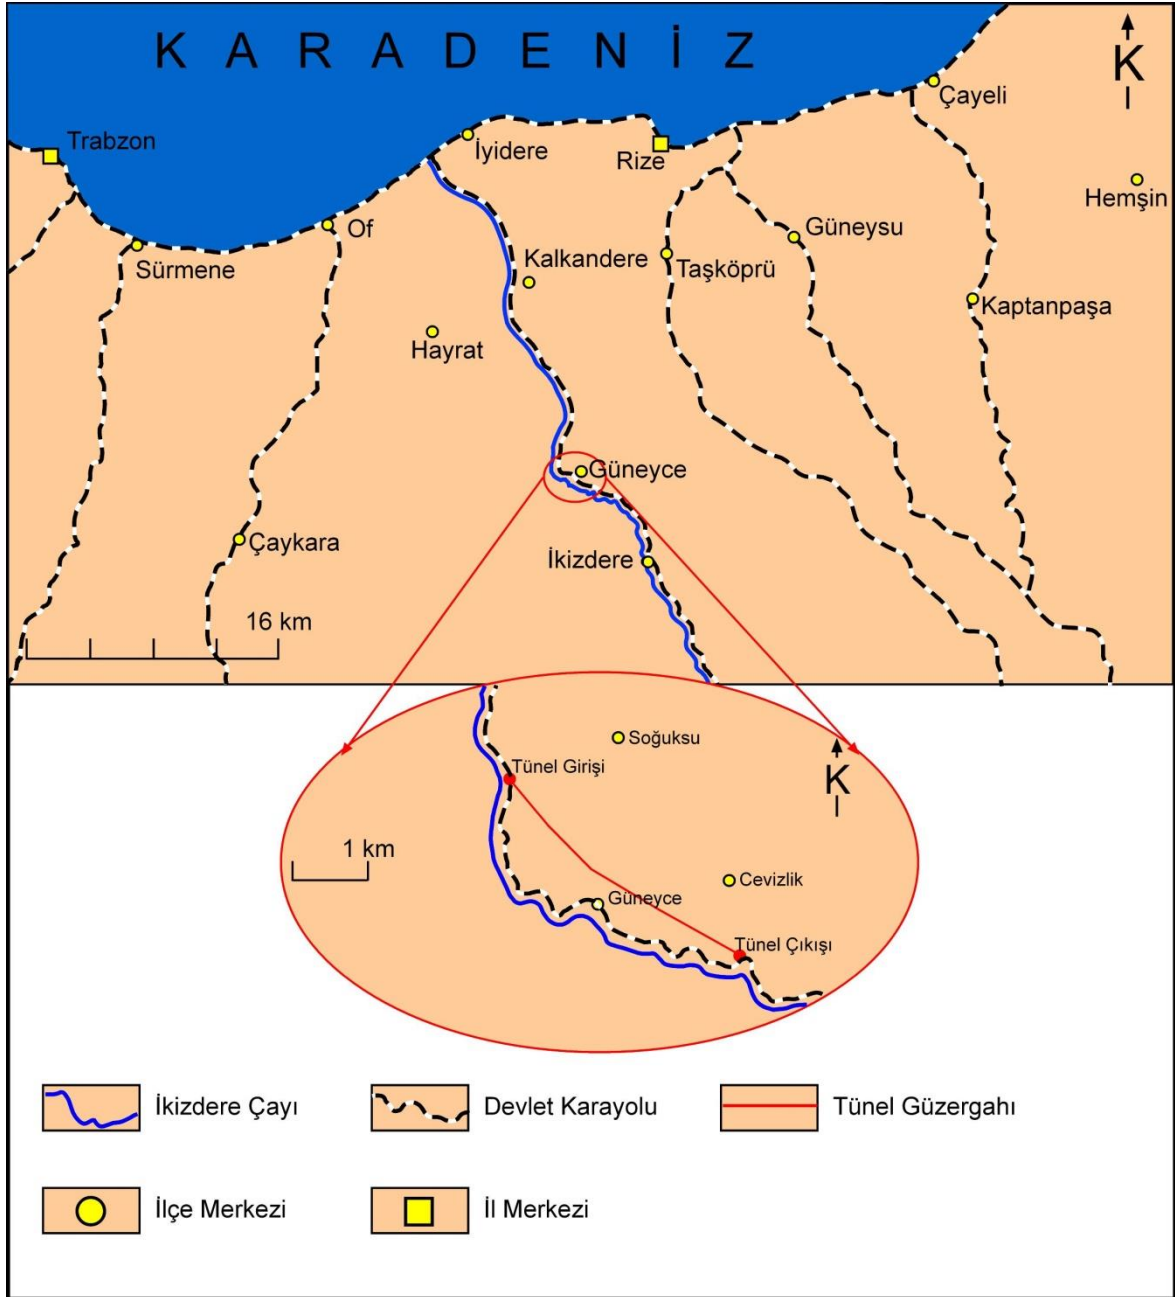 KARADENİZ
K
Çayeli
Trabzon
İyidere
Rize
Hemşin
Of
Güneysu
Sürmene
Kalkandere
Taşköprü
Kaptanpaşa
Hayrat
Güneyce
Çaykara
İkizdere
16 km
Soğuksu
Tünel Girişi
K
1 km
Cevizlik
Güneyce
Tünel Çıkışı
İkizdere Çayı
Devlet Karayolu
Tünel Güzergahı
İlçe Merkezi
İl Merkezi